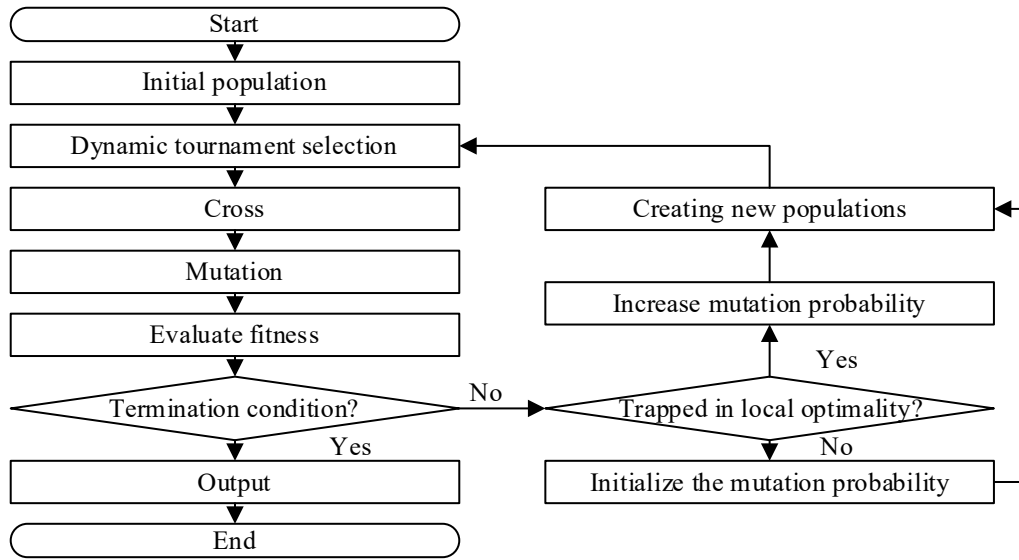 Start
Initial population
Dynamic tournament selection
Cross
Creating new populations
Mutation
Increase mutation probability
Evaluate fitness
Yes
Termination condition?
No
Trapped in local optimality?
Yes
No
Output
Initialize the mutation probability
End